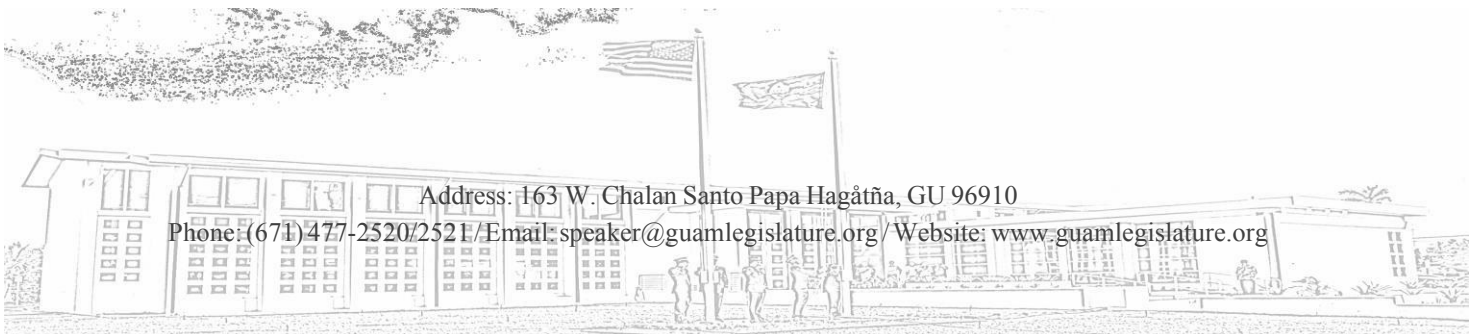 Address: 163 W. Chalan Santo Papa Hagåtña, GU 96910
Phone: (671) 477-2520/2521 / Email: speaker@guamlegislature.org / Website: www.guamlegislature.org